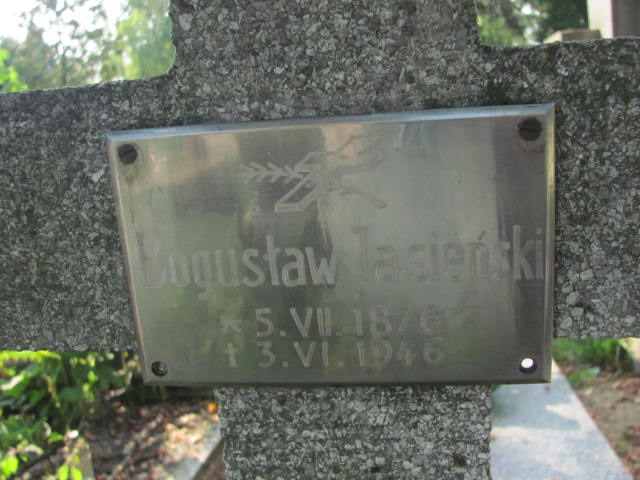 Bogusław Jasieński
* 5.VII.1876
† 3.VI.1946